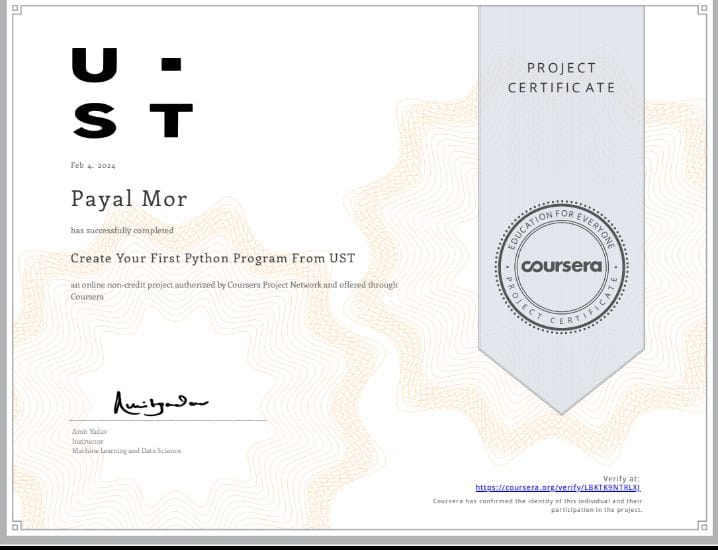 U ·
S T
PROJECT
CERTIFICATE
Feb 4, 2024
Payal Mor
has successfully completed
Create Your First Python Program From UST
an online non-credit project authorized by Coursera Project Network and offered through
Coursera
EDUCATION FOR EVERYONE
coursera
PROJECT CERTIFICATE
Amit Yadav
Amit Yadav
Instructor
Machine Learning and Data Science
Verify at:
https://coursera.org/verify/LBKTK9NTRLXJ
Coursera has confirmed the identity of this individual and their
participation in the project.